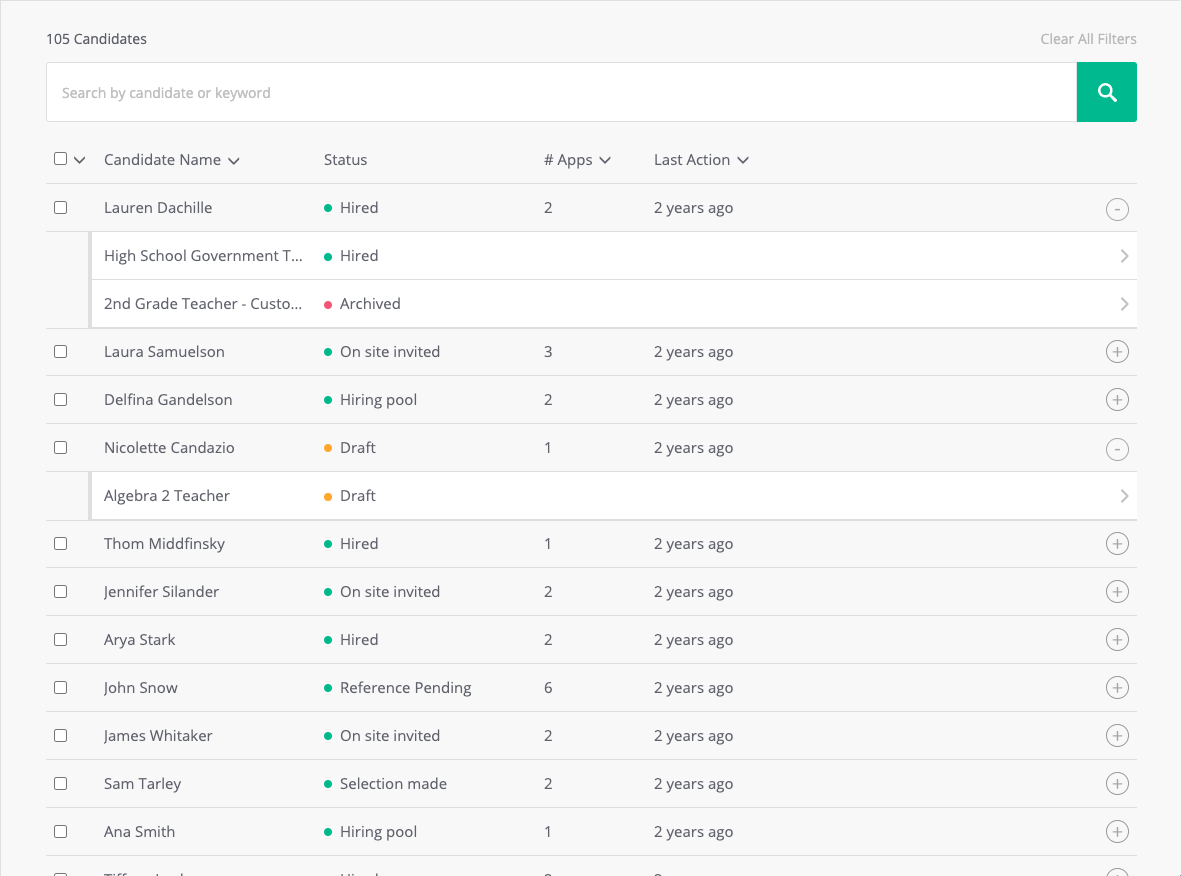 105 Candidates Clear All Filters
Search by candidate or keyword
Candidate Name Status # Apps Last Action
Lauren Dachille Hired 2 2 years ago
High School Government T... Hired
2nd Grade Teacher - Custo... Archived
Laura Samuelson On site invited 3 2 years ago
Delfina Gandelson Hiring pool 2 2 years ago
Nicolette Candazio Draft 1 2 years ago
Algebra 2 Teacher Draft
Thom Middfinsky Hired 1 2 years ago
Jennifer Silander On site invited 2 2 years ago
Arya Stark Hired 2 2 years ago
John Snow Reference Pending 6 2 years ago
James Whitaker On site invited 2 2 years ago
Sam Tarley Selection made 2 2 years ago
Ana Smith Hiring pool 1 2 years ago